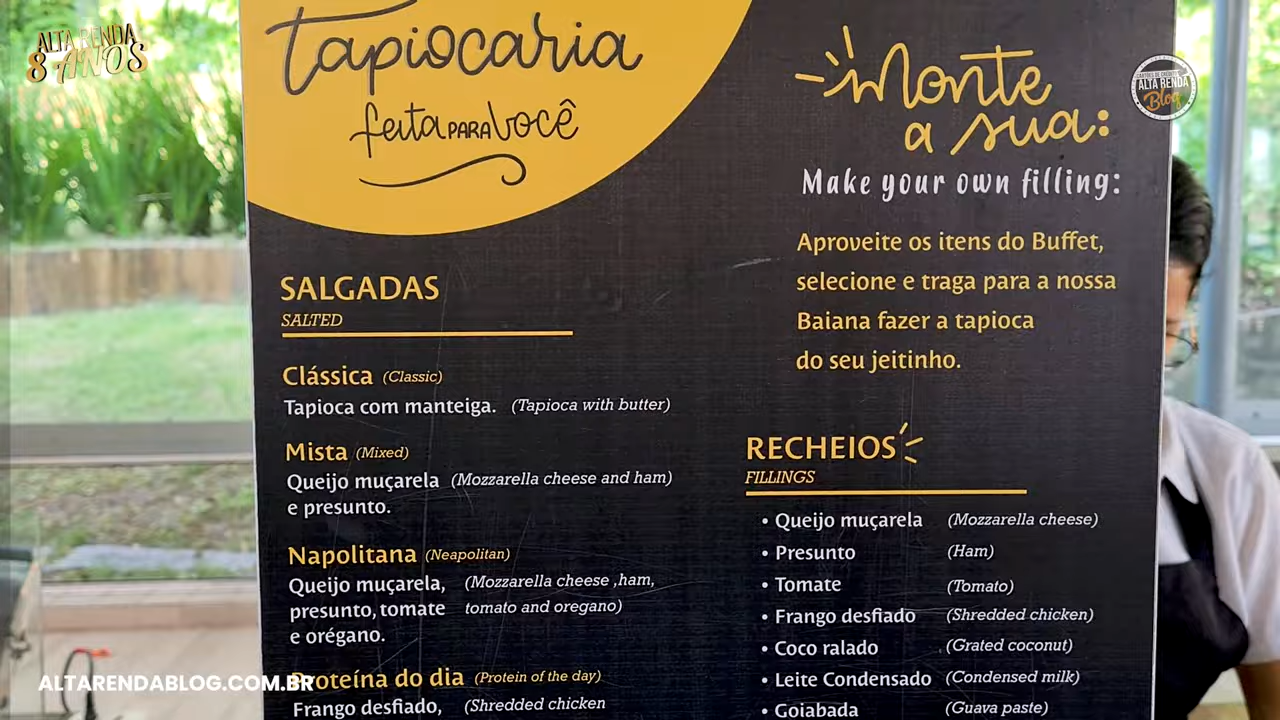 ALTA RENDA
8 ANOS
Tapiocaria
feita PARA você
SALGADAS
SALTED
Clássica (Classic)
Tapioca com manteiga. (Tapioca with butter)
Mista (Mixed)
Queijo muçarela (Mozzarella cheese and ham)
e presunto.
Napolitana (Neapolitan)
Queijo muçarela, (Mozzarella cheese ,ham,
presunto, tomate tomato and oregano)
e orégano.
Proteína do dia (Protein of the day)
Frango desfiado, (Shredded chicken
Monte
a sua:
Make your own filling:
Aproveite os itens do Buffet,
selecione e traga para a nossa
Baiana fazer a tapioca
do seu jeitinho.
RECHEIOS
FILLINGS
• Queijo muçarela (Mozzarella cheese)
• Presunto (Ham)
• Tomate (Tomato)
• Frango desfiado (Shredded chicken)
• Coco ralado (Grated coconut)
• Leite Condensado (Condensed milk)
• Goiabada (Guava paste)
CARTÕES DE CRÉDITO
ALTA RENDA
Blog
ALTARENDABLOG.COM.BR